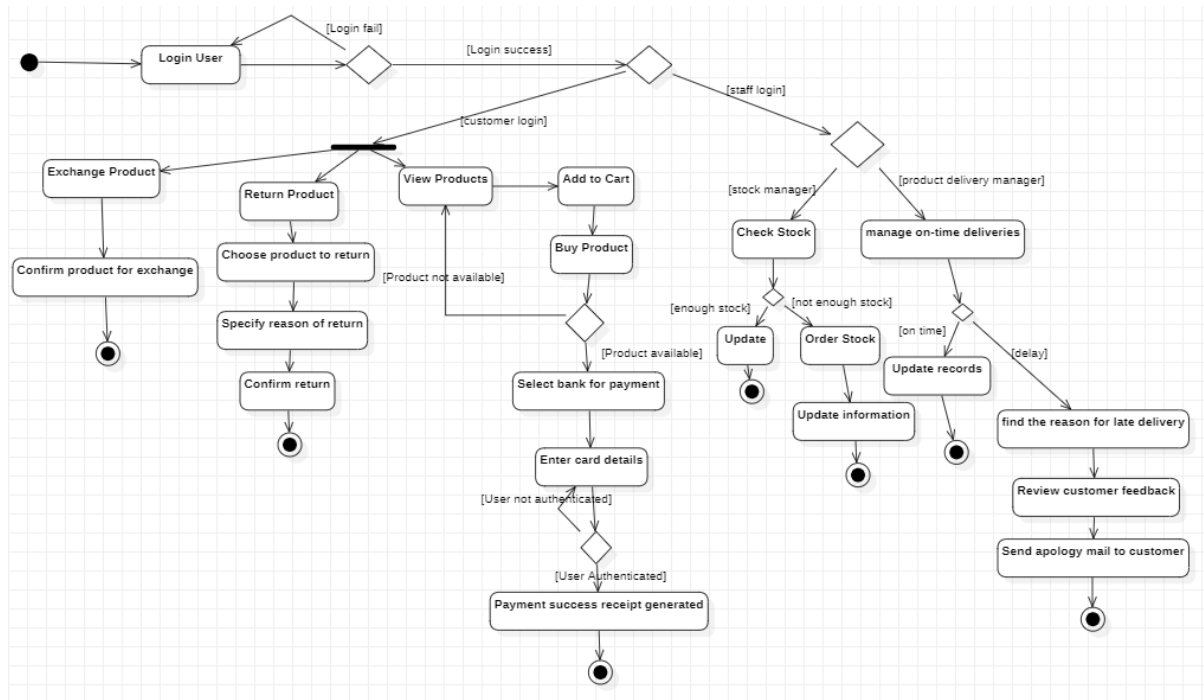 [Login fail]
Login User
[Login success]
[staff login]
[customer login]
Exchange Product
Return Product
View Products
Add to Cart
[stock manager]
[product delivery manager]
Check Stock
manage on-time deliveries
Buy Product
Choose product to return
Confirm product for exchange
[Product not available]
[enough stock]
[not enough stock]
Specify reason of return
[on time]
Update
Order Stock
[Product available]
[delay]
Update records
Confirm return
Select bank for payment
Update information
find the reason for late delivery
Enter card details
Review customer feedback
[User not authenticated]
Send apology mail to customer
[User Authenticated]
Payment success receipt generated